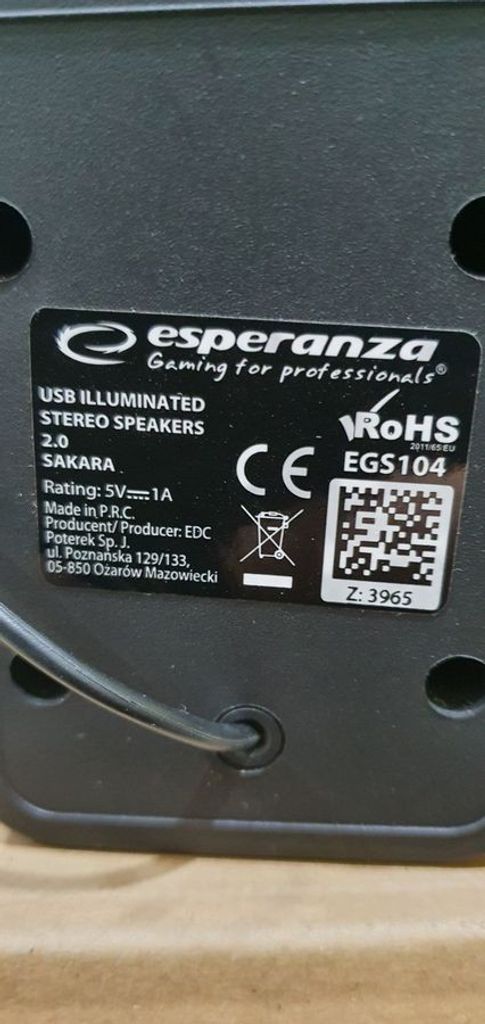 esperanza
Gaming for professionals®
USB ILLUMINATED
STEREO SPEAKERS
2.0
SAKARA
Rating: 5V⎓1A
Made in P.R.C.
Producent/ Producer: EDC
Poterek Sp. J.
ul. Poznańska 129/133,
05-850 Ożarów Mazowiecki
CE
RoHS
2011/65/EU
EGS104
Z: 3965